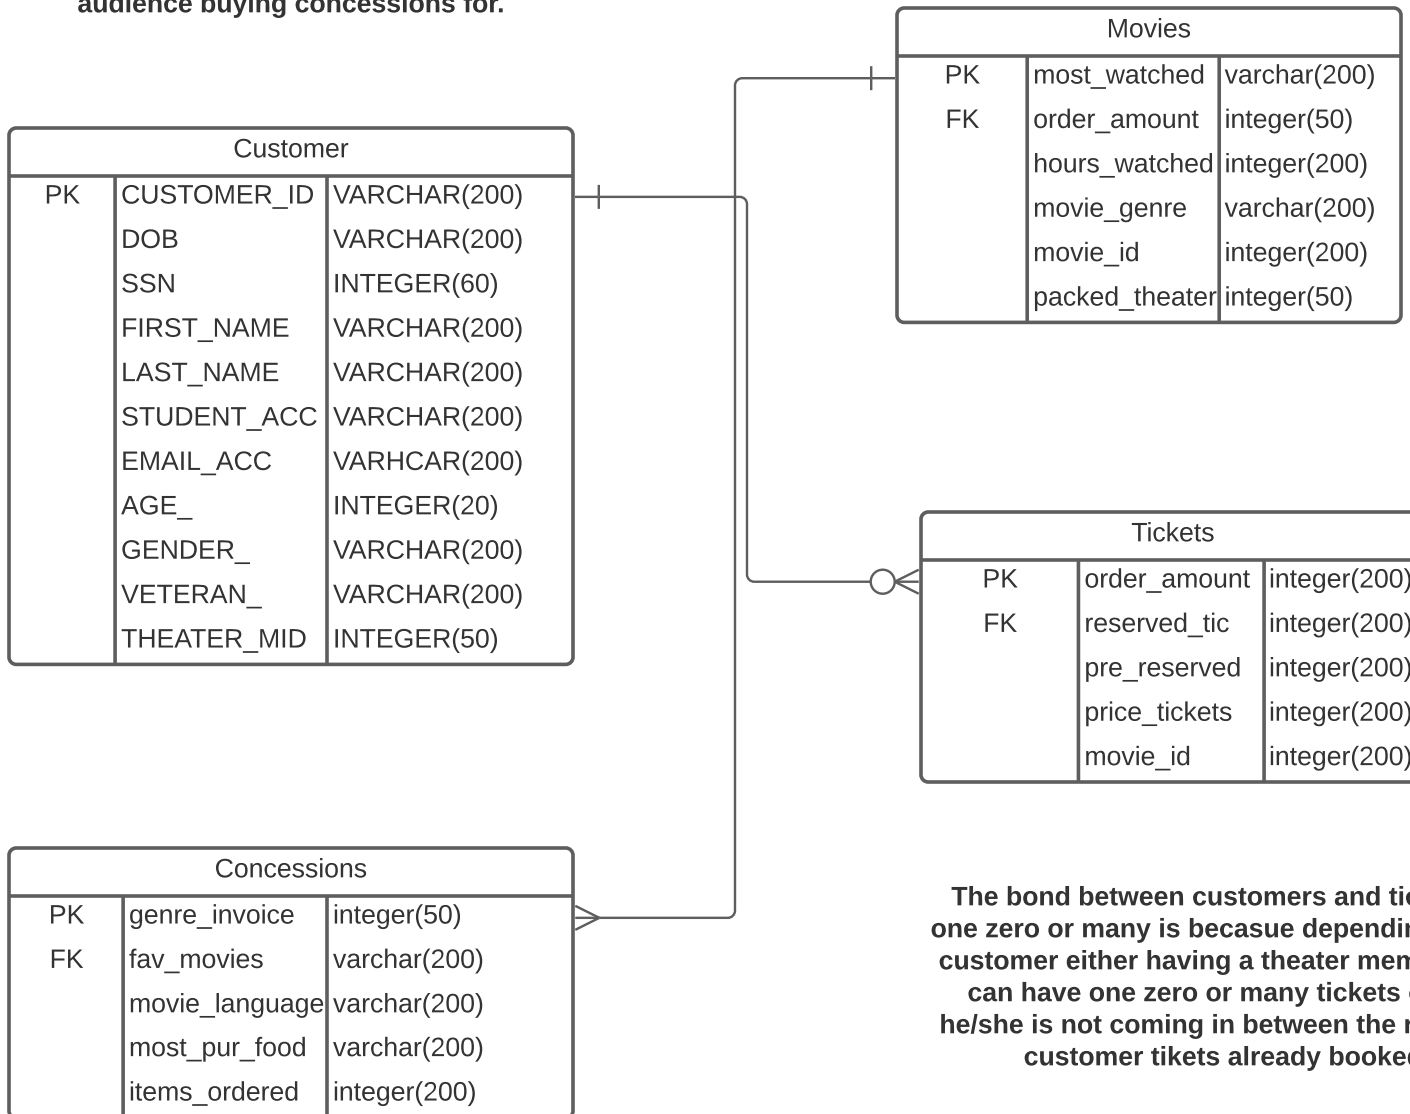 audience buying concessions for.
Movies
PK most_watched varchar(200)
FK order_amount integer(50)
hours_watched integer(200)
movie_genre varchar(200)
movie_id integer(200)
packed_theater integer(50)
Customer
PK CUSTOMER_ID VARCHAR(200)
DOB VARCHAR(200)
SSN INTEGER(60)
FIRST_NAME VARCHAR(200)
LAST_NAME VARCHAR(200)
STUDENT_ACC VARCHAR(200)
EMAIL_ACC VARHCAR(200)
AGE_ INTEGER(20)
GENDER_ VARCHAR(200)
VETERAN_ VARCHAR(200)
THEATER_MID INTEGER(50)
Tickets
PK order_amount integer(200)
FK reserved_tic integer(200)
pre_reserved integer(200)
price_tickets integer(200)
movie_id integer(200)
Concessions
PK genre_invoice integer(50)
FK fav_movies varchar(200)
movie_language varchar(200)
most_pur_food varchar(200)
items_ordered integer(200)
The bond between customers and
one zero or many is becasue
customer either having a theater
can have one zero or many tickets
he/she is not coming in between the
customer tikets already